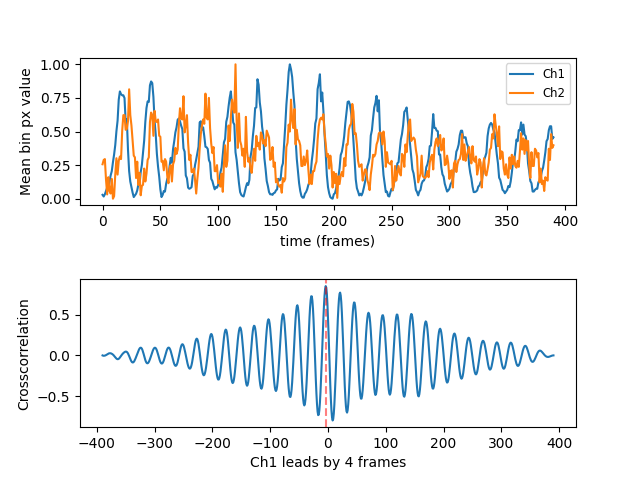 1.00
0.75
0.50
0.25
0.00
Mean bin px value
Ch1
Ch2
0 50 100 150 200 250 300 350 400
time (frames)
0.5
0.0
−0.5
Crosscorrelation
−400 −300 −200 −100 0 100 200 300 400
Ch1 leads by 4 frames